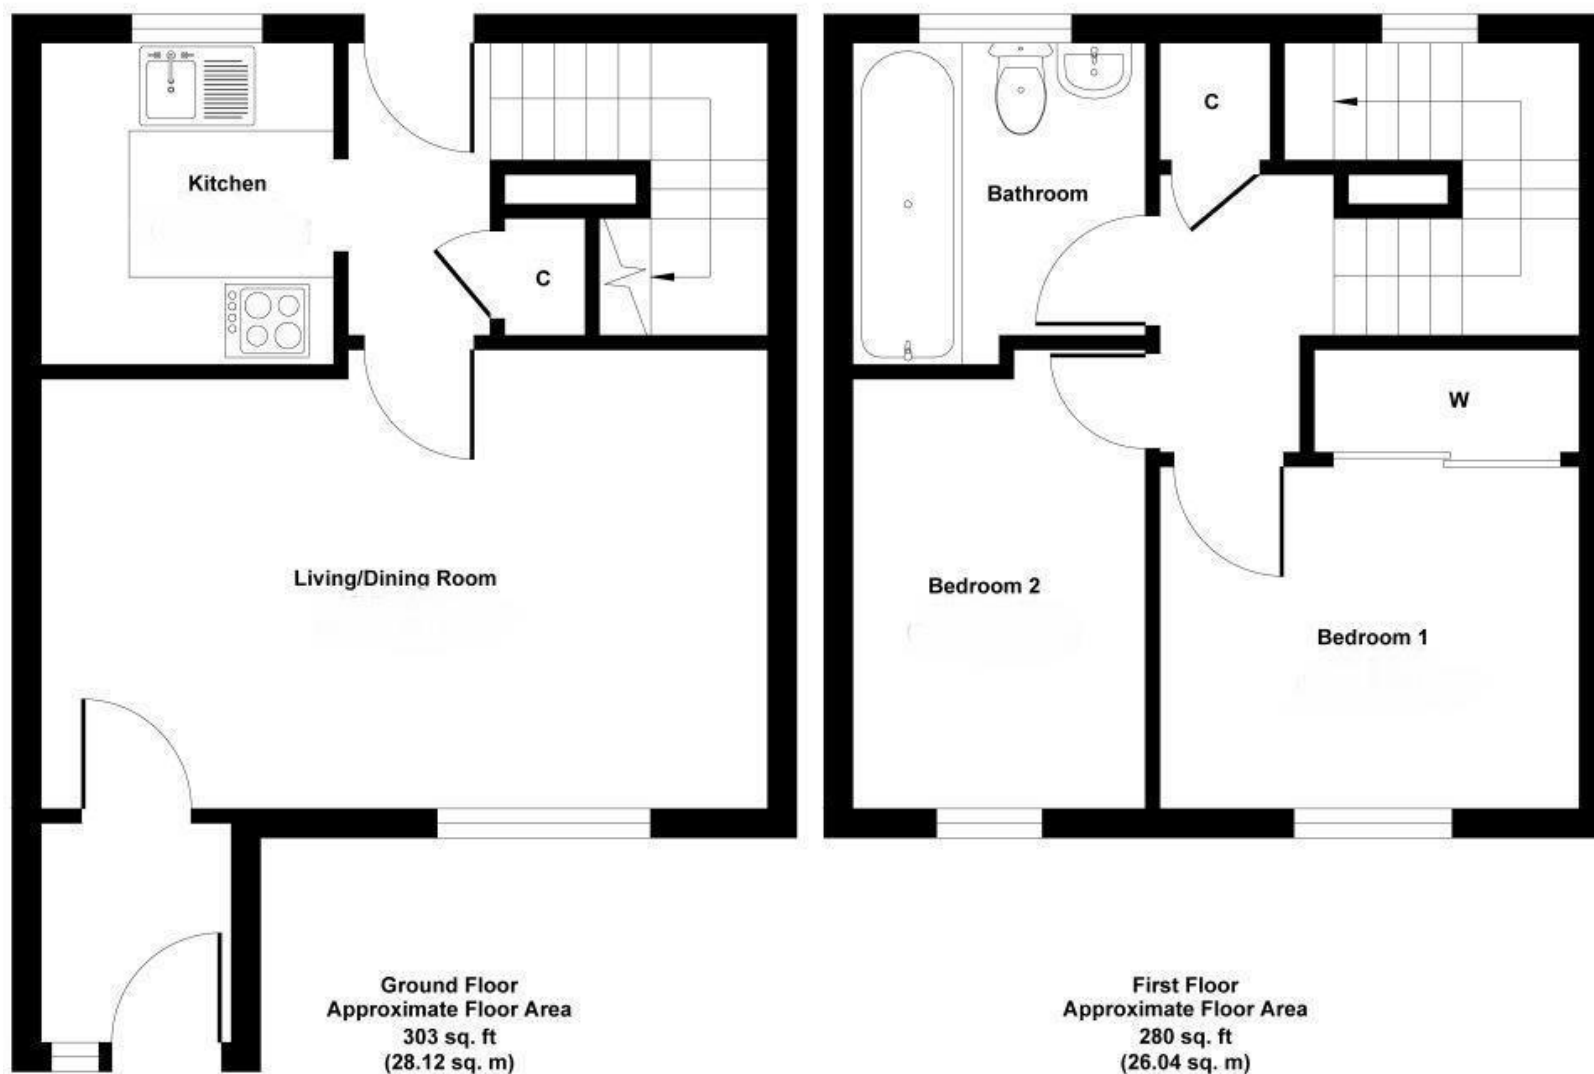 Kitchen
C
Living/Dining Room
Ground Floor
Approximate Floor Area
303 sq. ft
(28.12 sq. m)
Bathroom
C
W
Bedroom 2
Bedroom 1
First Floor
Approximate Floor Area
280 sq. ft
(26.04 sq. m)